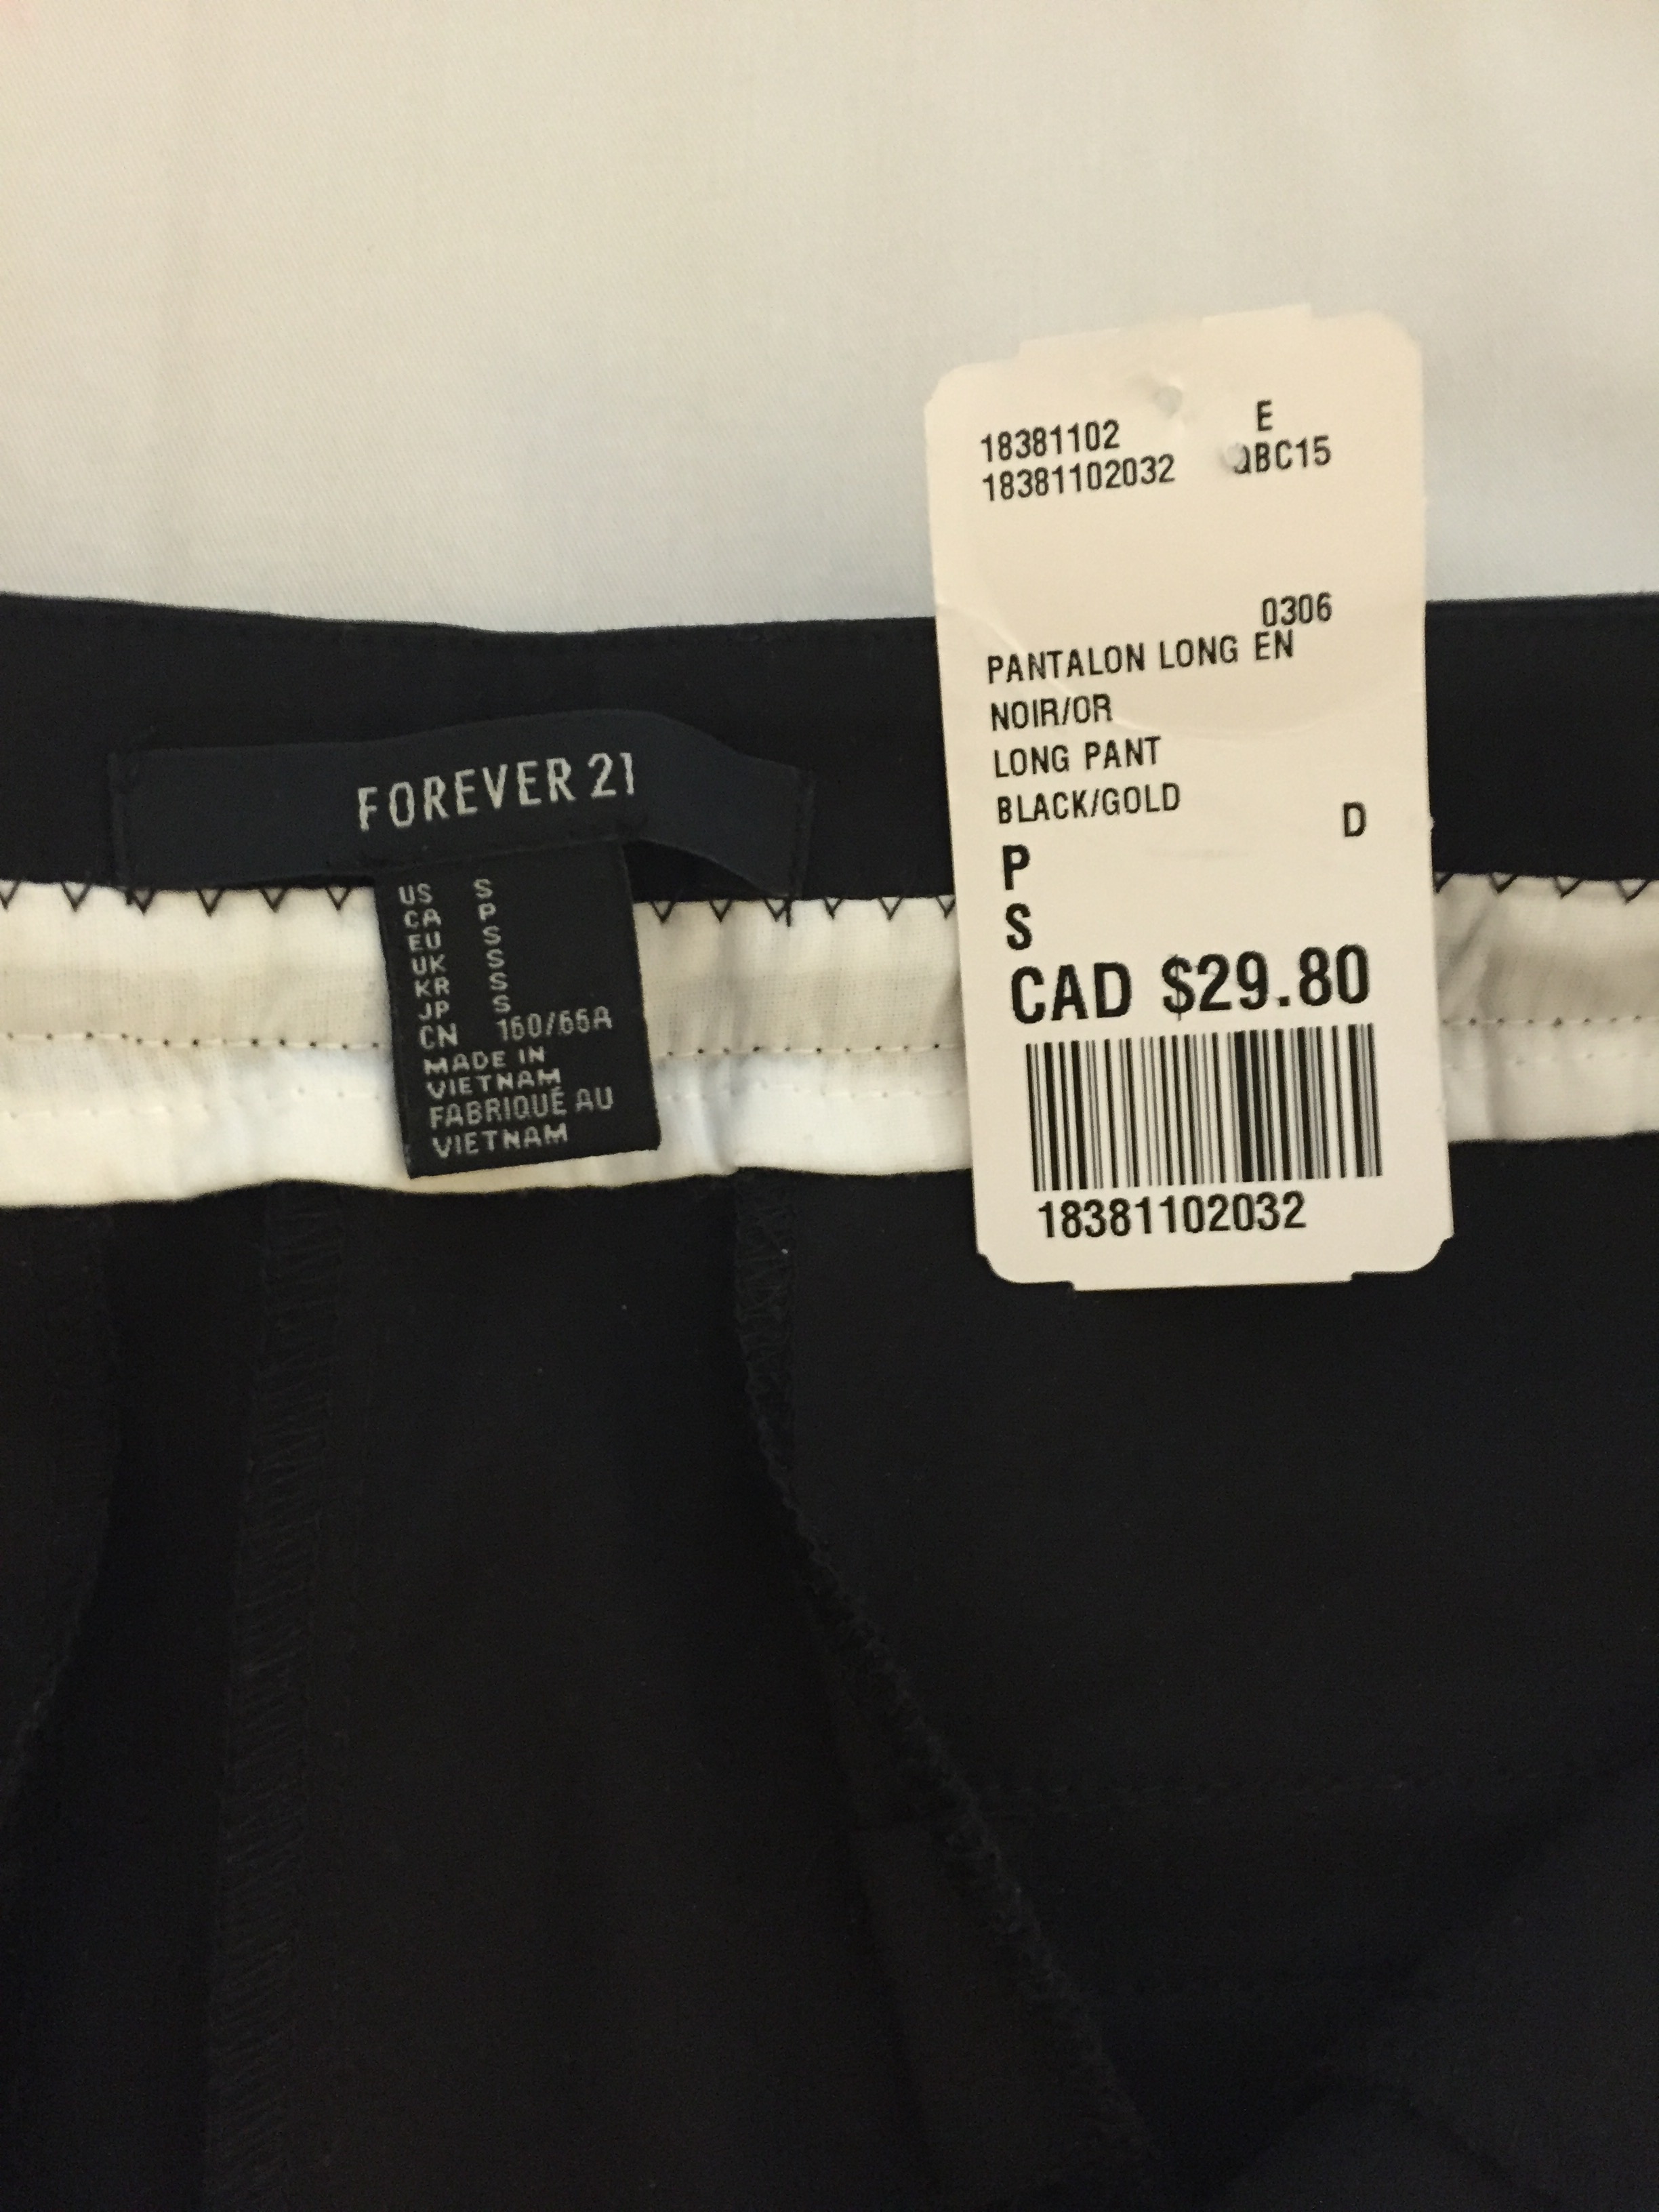 FOREVER 21
US S
CA P
EU S
UK S
KR S
JP S
CN 160/66A
MADE IN
VIETNAM
FABRIQUÉ AU
VIETNAM
18381102 E
18381102032
0306
PANTALON LONG EN
NOIR/OR
LONG PANT
BLACK/GOLD
D
P
S
CAD $29.80
18381102032